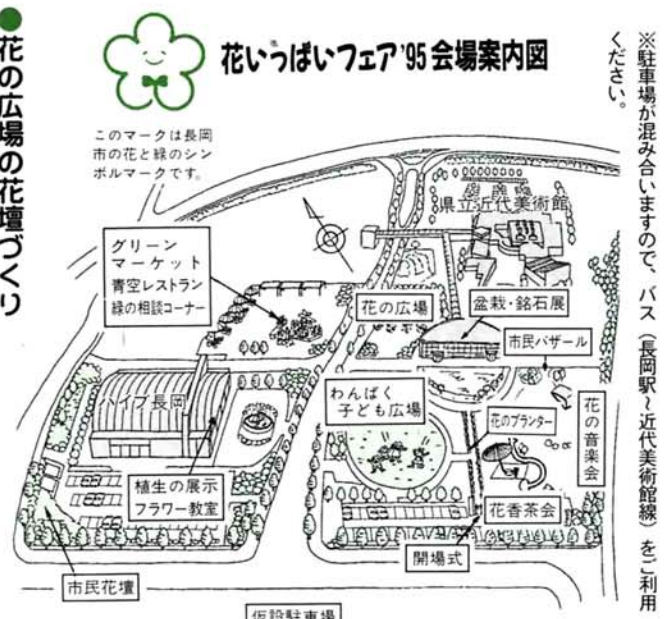 ※駐車場が混み合いますので、バス(長岡駅~近代美術館線)をご利用
ください。
花いっぱいフェア'95会場案内図
このマークは長岡
市の花と緑のシン
ボルマークです。
県立近代美術館
グリーン
マーケット
青空レストラン
緑の相談コーナー
花の広場
盆栽・銘石展
市民バザール
ハイブ長岡
わんぱく
子ども広場
花のプランター
花の音楽会
植生の展示
フラワー教室
花香茶会
開場式
市民花壇
仮設駐車場
●花の広場の花壇づくり